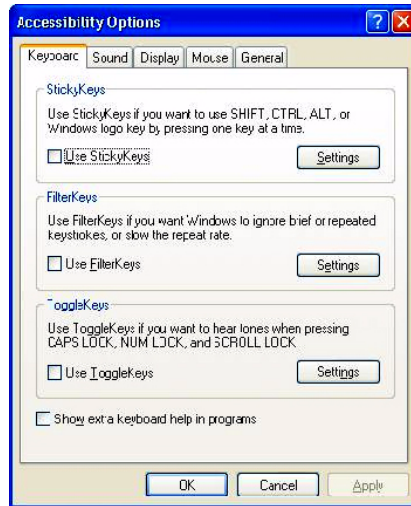 Accessibility Options
Keyboard Sound Display Mouse General
StickyKeys
Use StickyKeys if you want to use SHIFT, CTRL, ALT, or
Windows logo key by pressing one key at a time.
Use StickyKeys
Settings
FilterKeys
Use FilterKeys if you want Windows to ignore brief or repeated
keystrokes, or slow the repeat rate.
Use FilterKeys
Settings
ToggleKeys
Use ToggleKeys if you want to hear tones when pressing
CAPS LOCK, NUM LOCK, and SCROLL LOCK
Use ToggleKeys
Settings
Show extra keyboard help in programs
OK Cancel Apply